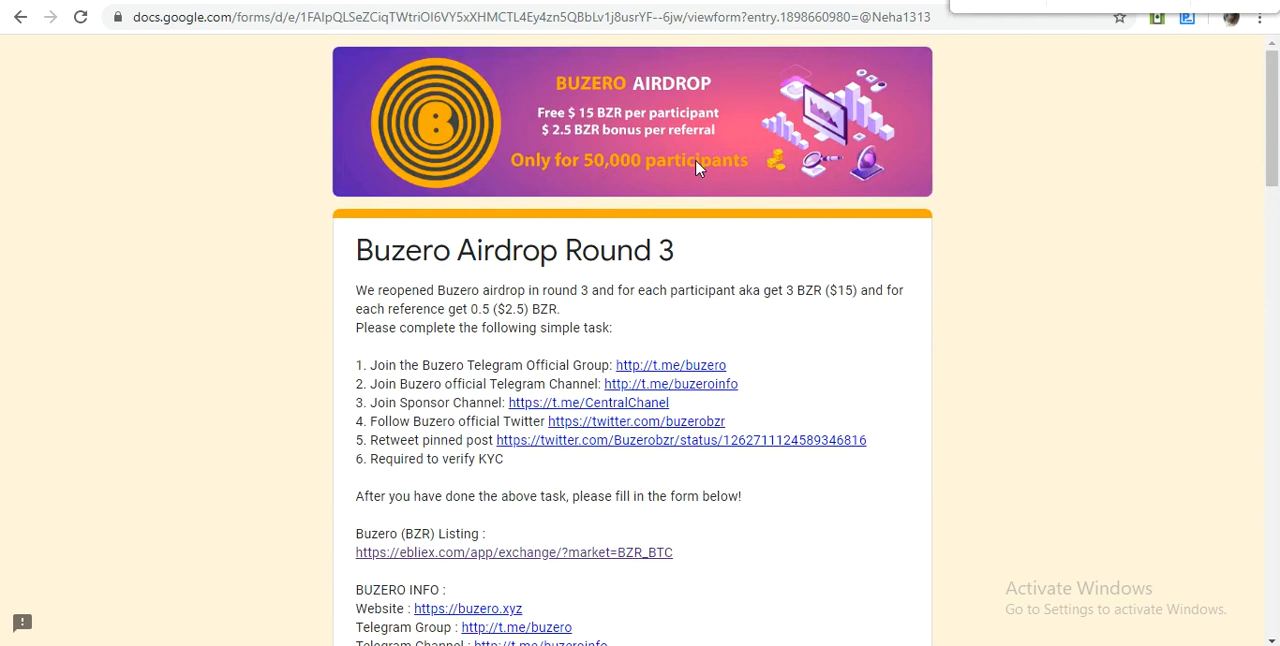 docs.google.com/forms/d/e/1FAIpQLSeZCiqTWtriOI6VY5xXHMCTL4Ey4zn5QBbLv1j8usrYF--6jw/viewform?entry.1898660980=@Neha1313
B
BUZERO AIRDROP
Free $ 15 BZR per participant
$ 2.5 BZR bonus per referral
Only for 50,000 participants
Buzero Airdrop Round 3
We reopened Buzero airdrop in round 3 and for each participant aka get 3 BZR ($15) and for
each reference get 0.5 ($2.5) BZR.
Please complete the following simple task:
1. Join the Buzero Telegram Official Group: http://t.me/buzero
2. Join Buzero official Telegram Channel: http://t.me/buzeroinfo
3. Join Sponsor Channel: https://t.me/CentralChanel
4. Follow Buzero official Twitter https://twitter.com/buzerobzr
5. Retweet pinned post https://twitter.com/Buzerobzr/status/1262711124589346816
6. Required to verify KYC
After you have done the above task, please fill in the form below!
Buzero (BZR) Listing :
https://ebliex.com/app/exchange/?market=BZR_BTC
BUZERO INFO :
Website : https://buzero.xyz
Telegram Group : http://t.me/buzero
Telegram Channel : http://t.me/buzeroinfo
Activate Windows
Go to Settings to activate Windows.